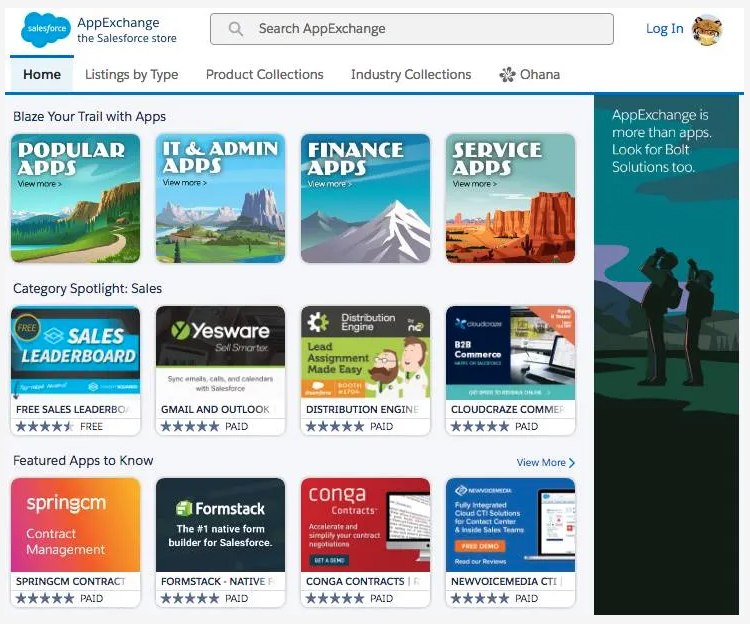 salesforce
AppExchange
the Salesforce store
Search AppExchange
Log In
Home
Listings by Type
Product Collections
Industry Collections
Ohana
Blaze Your Trail with Apps
POPULAR
APPS
View more >
IT & ADMIN
APPS
View more >
FINANCE
APPS
View more >
SERVICE
APPS
View more >
AppExchange is
more than apps.
Look for Bolt
Solutions too.
Category Spotlight: Sales
FREE
SALES
LEADERBOARD
FREE SALES LEADERBOA
FREE
Yesware
Sell Smarter.
Sync emails, calls, and calendars
with Salesforce
GMAIL AND OUTLOOK
PAID
Distribution
Engine
by nc
Lead
Assignment
Made Easy
dreamforce
BOOTH
#1704
DISTRIBUTION ENGINE
PAID
cloudcraze
B2B
Commerce
CLOUDCRAZE COMMER
PAID
Featured Apps to Know
View More
springcm
Contract
Management
SPRINGCM CONTRACT
PAID
Formstack
The #1 native form
builder for Salesforce.
FORMSTACK - NATIVE F
PAID
conga
Contracts
Accelerate and
simplify your contract
negotiations
GET A DEMO
CONGA CONTRACTS | R
PAID
NEWVOICEMEDIA
Fully Integrated
Cloud CTI Solutions
for Contact Center
& Inside Sales Teams
FREE DEMO
Read our Reviews
NEWVOICEMEDIA CTI |
PAID